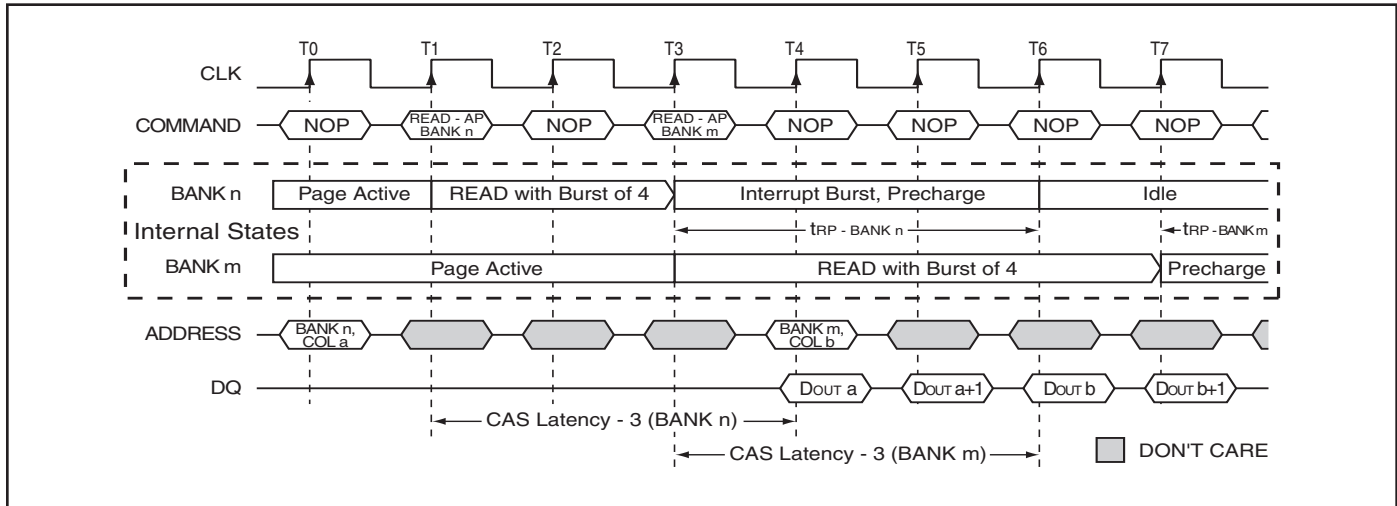 T0 T1 T2 T3 T4 T5 T6 T7
CLK
COMMAND NOP READ - AP BANK n NOP READ - AP BANK m NOP NOP NOP NOP
BANK n Page Active READ with Burst of 4 Interrupt Burst, Precharge Idle
Internal States tRP - BANK n tRP - BANK m
BANK m Page Active READ with Burst of 4 Precharge
ADDRESS BANK n, COL a BANK m, COL b
DQ DOUT a DOUT a+1 DOUT b DOUT b+1
CAS Latency - 3 (BANK n)
CAS Latency - 3 (BANK m) DON'T CARE